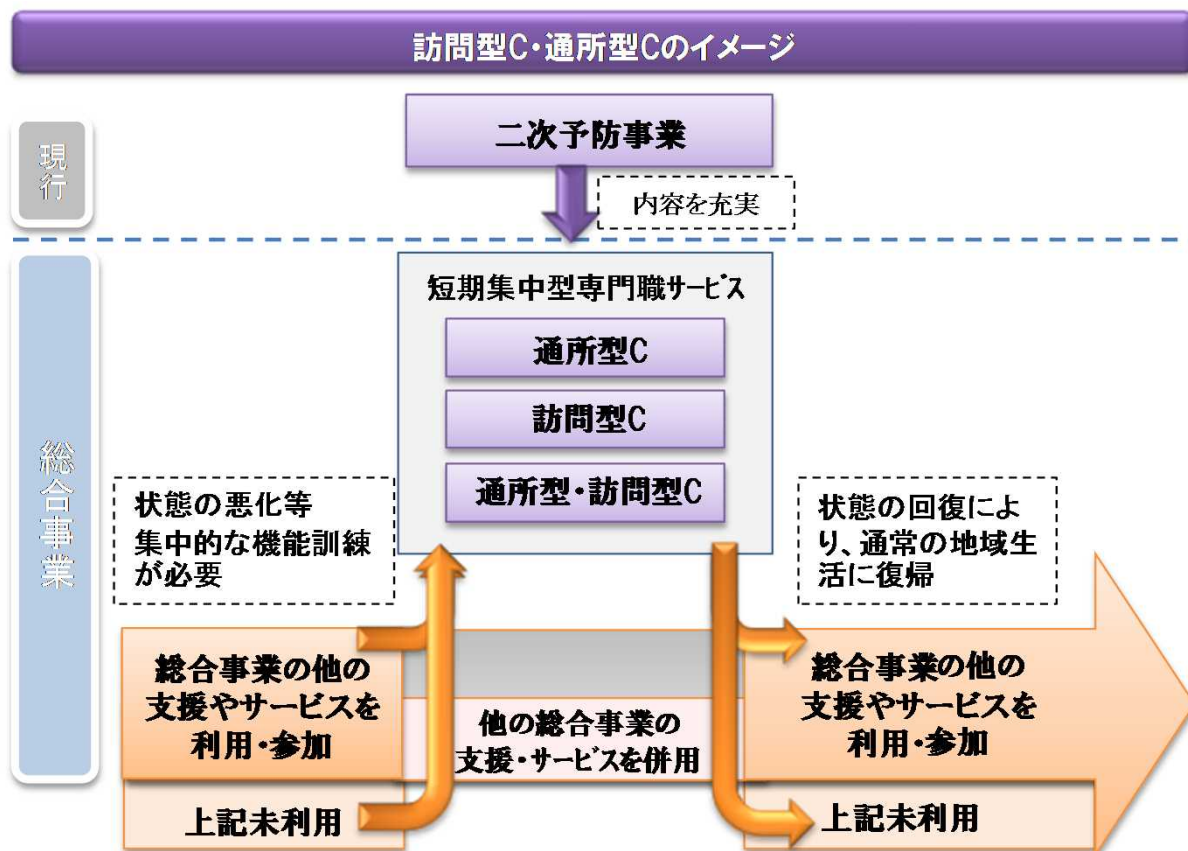 訪問型C・通所型Cのイメージ
現行
二次予防事業
内容を充実
総合事業
短期集中型専門職サービス
通所型C
訪問型C
通所型・訪問型C
状態の悪化等
集中的な機能訓練
が必要
状態の回復によ
り、通常の地域生
活に復帰
総合事業の他の
支援やサービスを
利用・参加
他の総合事業の
支援・サービスを併用
総合事業の他の
支援やサービスを
利用・参加
上記未利用
上記未利用